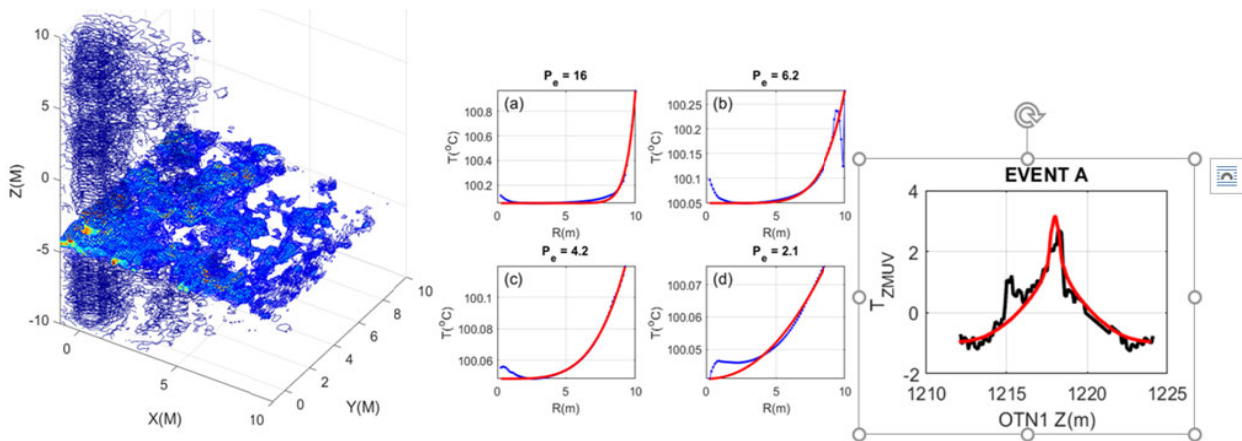 10
5
0
-5
-10
Z(M)
0
5
10
X(M)
0
2
4
6
8
10
Y(M)
P_e = 16
(a)
100.8
100.6
100.4
100.2
T(°C)
0
5
10
R(m)
P_e = 6.2
(b)
100.25
100.2
100.15
100.1
100.05
T(°C)
0
5
10
R(m)
P_e = 4.2
(c)
100.1
100.08
100.06
T(°C)
0
5
10
R(m)
P_e = 2.1
(d)
100.07
100.06
100.05
T(°C)
0
5
10
R(m)
EVENT A
4
2
0
-2
T_ZMUV
1210
1215
1220
1225
OTN1 Z(m)